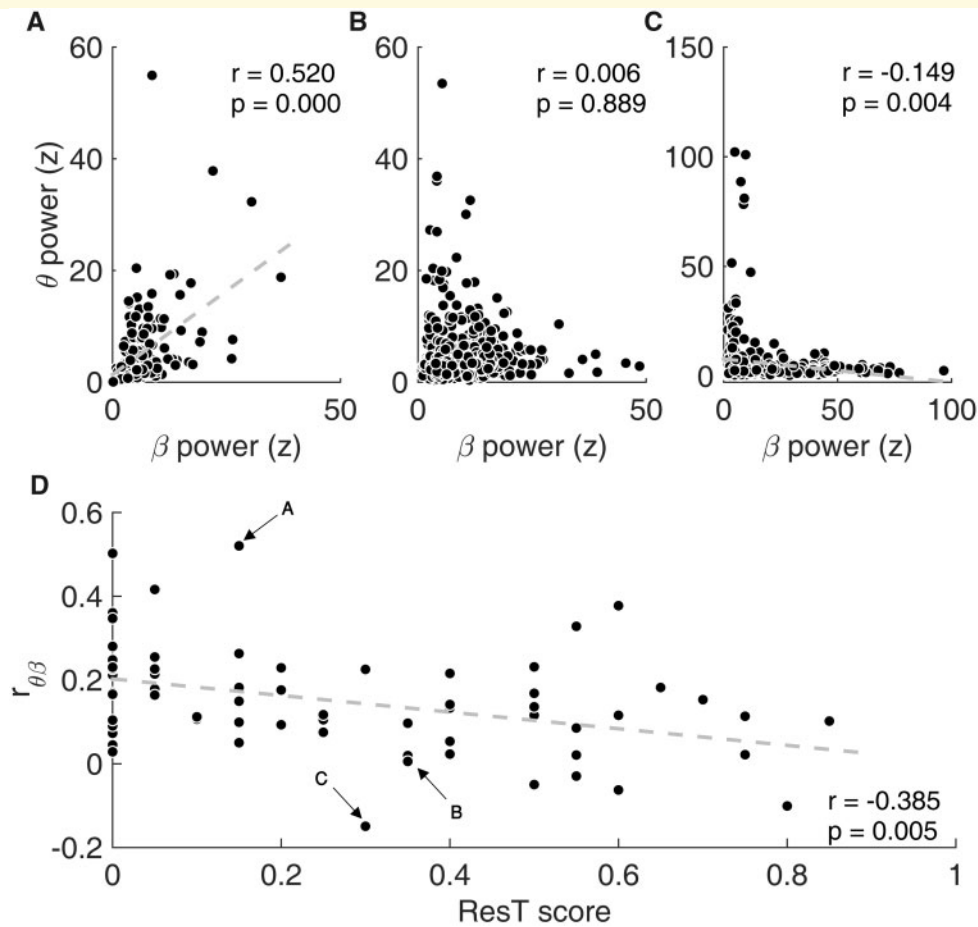 A
B
C
60
40
20
0
θ power (z)
r = 0.520
p = 0.000
0
50
β power (z)
60
40
20
0
r = 0.006
p = 0.889
0
50
β power (z)
150
100
50
0
r = -0.149
p = 0.004
0
50
100
β power (z)
D
0.6
0.4
0.2
0
-0.2
rθβ
A
B
C
r = -0.385
p = 0.005
0
0.2
0.4
0.6
0.8
1
ResT score